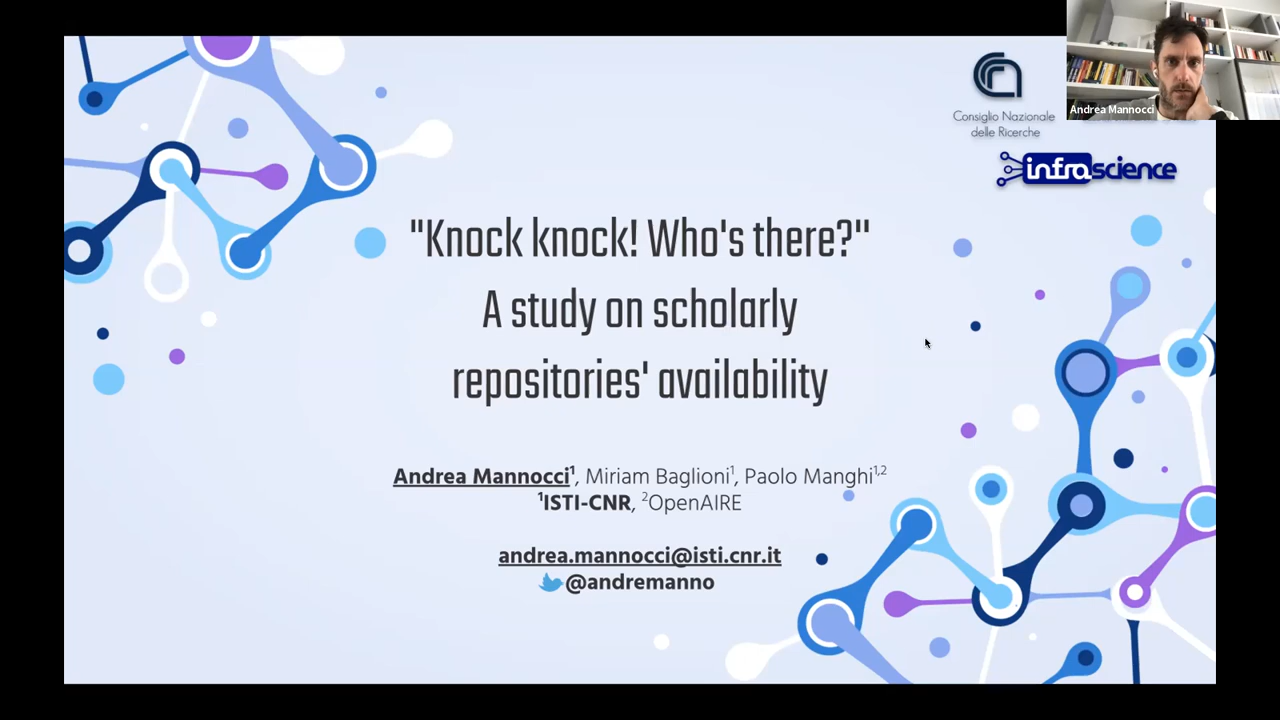 Andrea Mannocci
Consiglio Nazionale
delle Ricerche
infrascience
"Knock knock! Who's there?"
A study on scholarly
repositories' availability
Andrea Mannocci¹, Miriam Baglioni¹, Paolo Manghi¹,²
¹ISTI-CNR, ²OpenAIRE
andrea.mannocci@isti.cnr.it
@andremanno